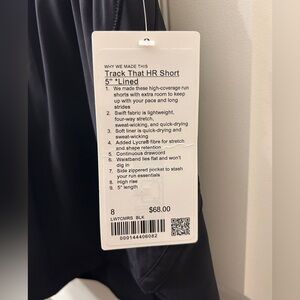 WHY WE MADE THIS
Track That HR Short
5" *Lined
1. We made these high-coverage run
shorts with extra room to keep
up with your pace and long
strides
2. Swift fabric is lightweight,
four-way stretch,
sweat-wicking, and quick-drying
3. Soft liner is quick-drying and
sweat-wicking
4. Added Lycra® fibre for stretch
and shape retention
5. Continuous drawcord
6. Waistband lies flat and won't
dig in
7. Side zippered pocket to stash
your run essentials
8. High rise
9. 5" length
8 $68.00
LW7CMRS BLK
000144406082